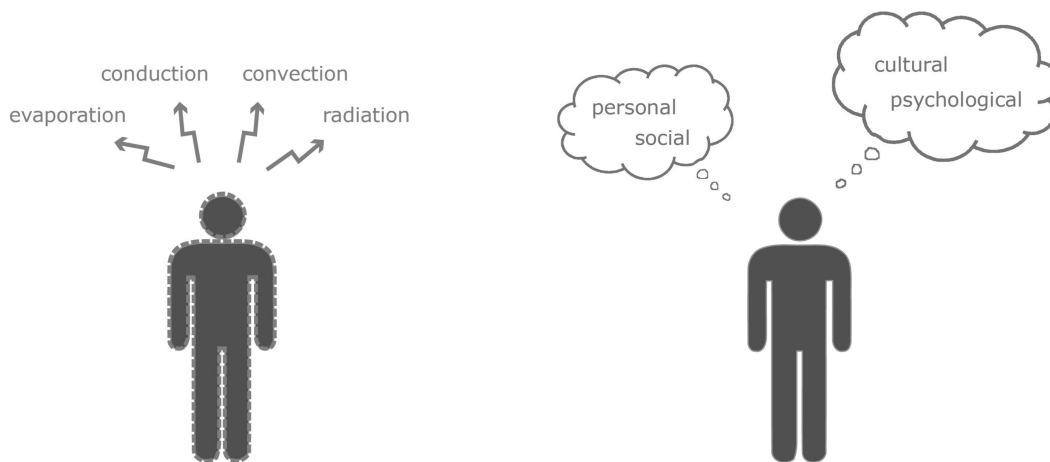 conduction
convection
evaporation
radiation
personal
social
cultural
psychological